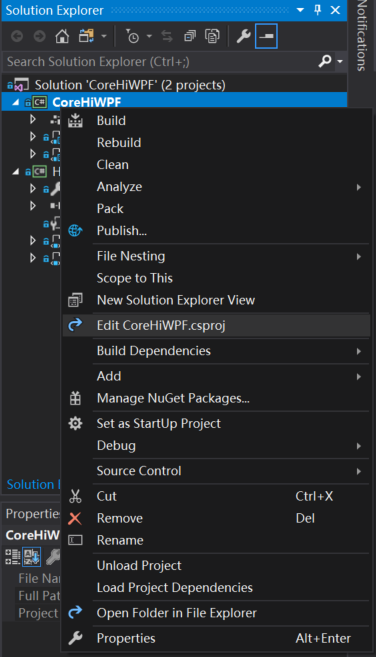 Solution Explorer
Notifications
Search Solution Explorer (Ctrl+;)
Solution 'CoreHiWPF' (2 projects)
C#
CoreHiWPF
Build
Rebuild
Clean
C# H
Analyze
Pack
Publish...
File Nesting
Scope to This
New Solution Explorer View
Edit CoreHiWPF.csproj
Build Dependencies
Add
Manage NuGet Packages...
Set as StartUp Project
Debug
Source Control
Solution
Cut Ctrl+X
Properties
Remove Del
CoreHiW
Rename
Unload Project
File Nam
Load Project Dependencies
Full Pat
Open Folder in File Explorer
Project
Properties Alt+Enter